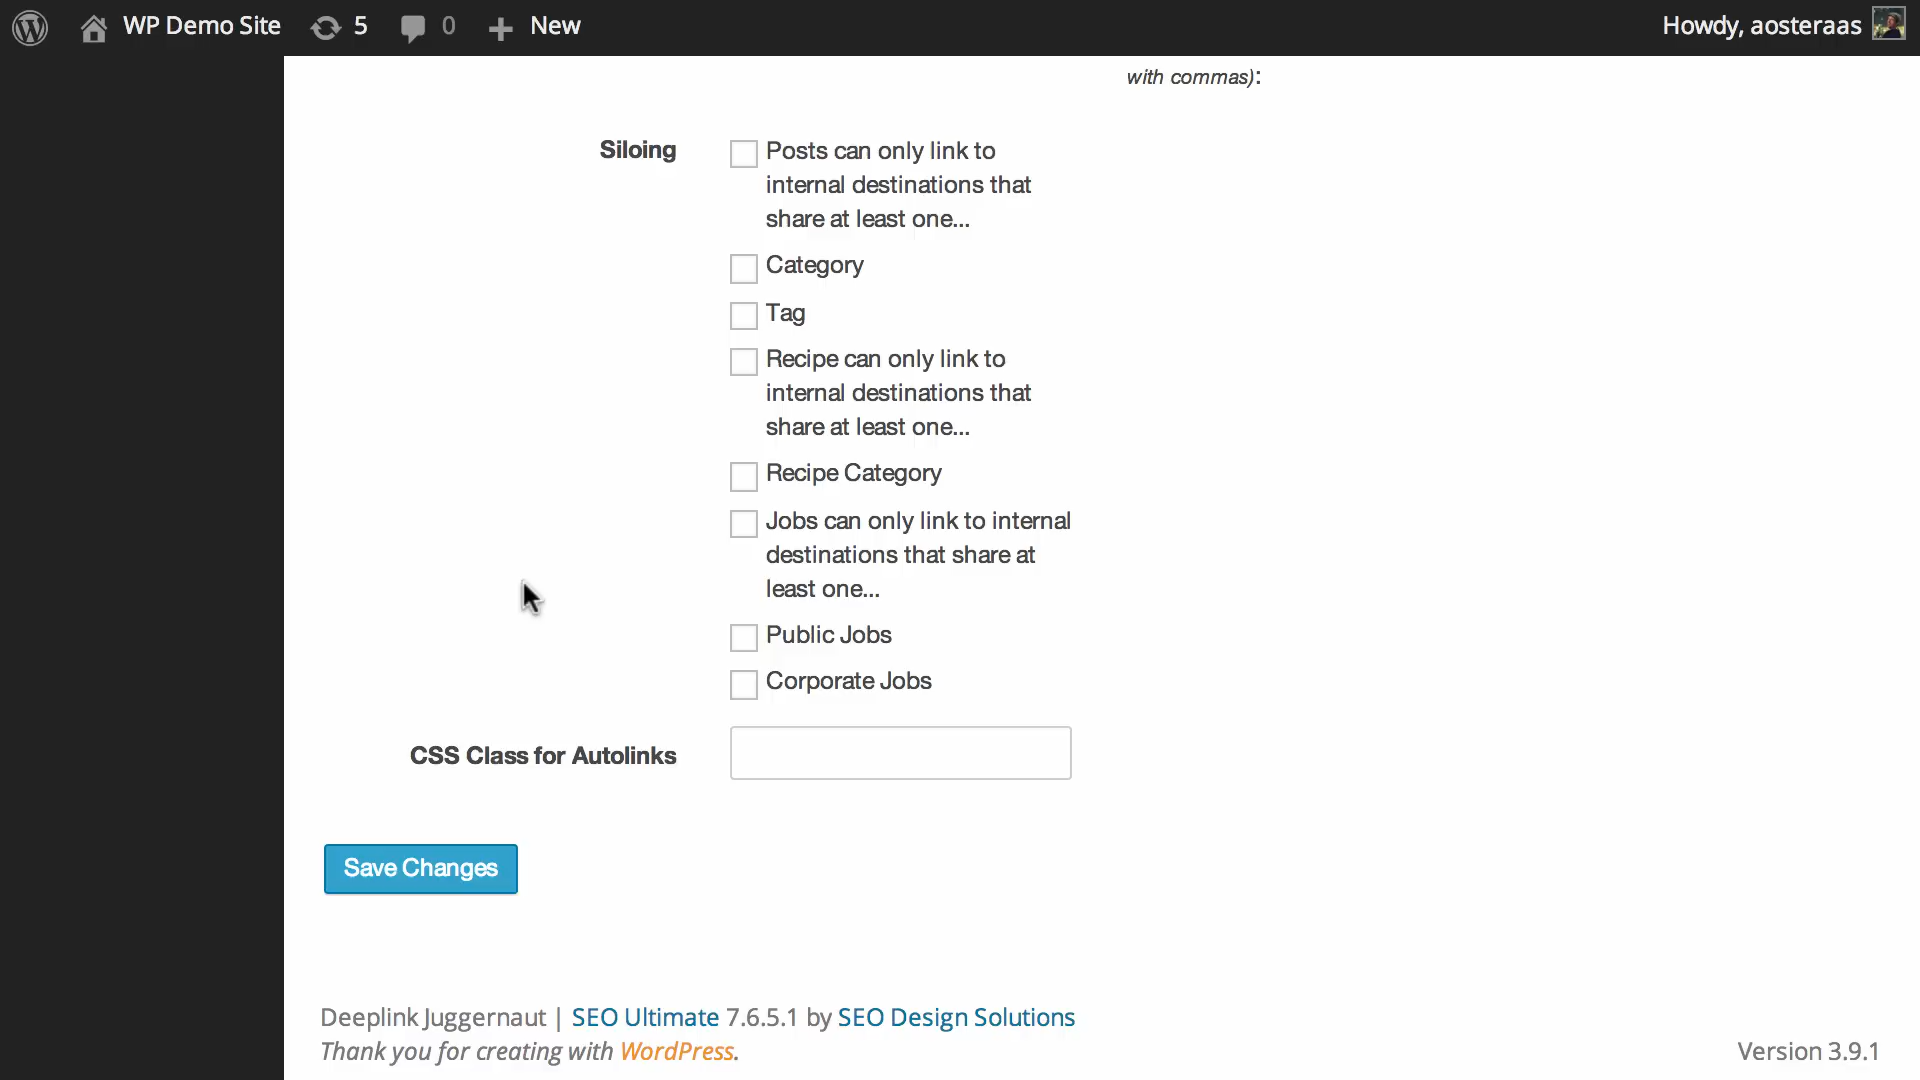 WP Demo Site 5 0 New Howdy, aosteraas
with commas):
Siloing
Posts can only link to
internal destinations that
share at least one...
Category
Tag
Recipe can only link to
internal destinations that
share at least one...
Recipe Category
Jobs can only link to internal
destinations that share at
least one...
Public Jobs
Corporate Jobs
CSS Class for Autolinks
Save Changes
Deeplink Juggernaut | SEO Ultimate 7.6.5.1 by SEO Design Solutions
Thank you for creating with WordPress. Version 3.9.1